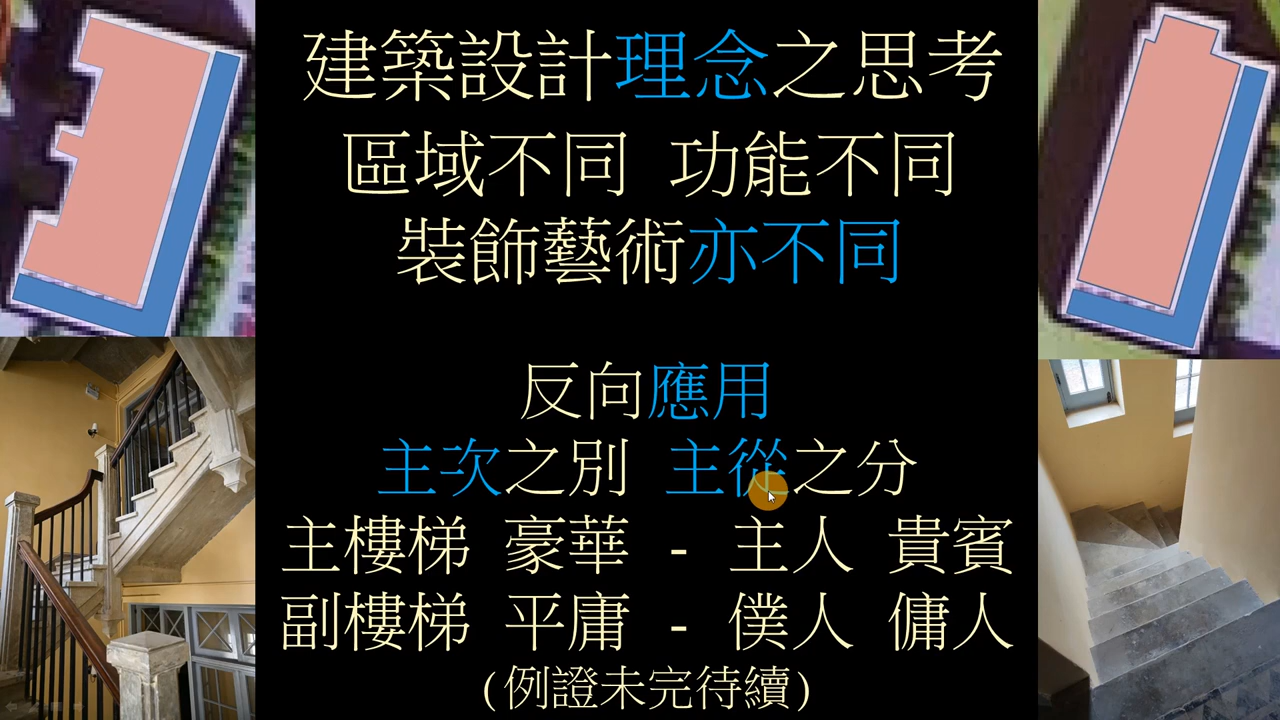 建築設計理念之思考
區域不同 功能不同
裝飾藝術亦不同
反向應用
主次之別 主從之分
主樓梯 豪華 - 主人 貴賓
副樓梯 平庸 - 僕人 傭人
(例證未完待續)